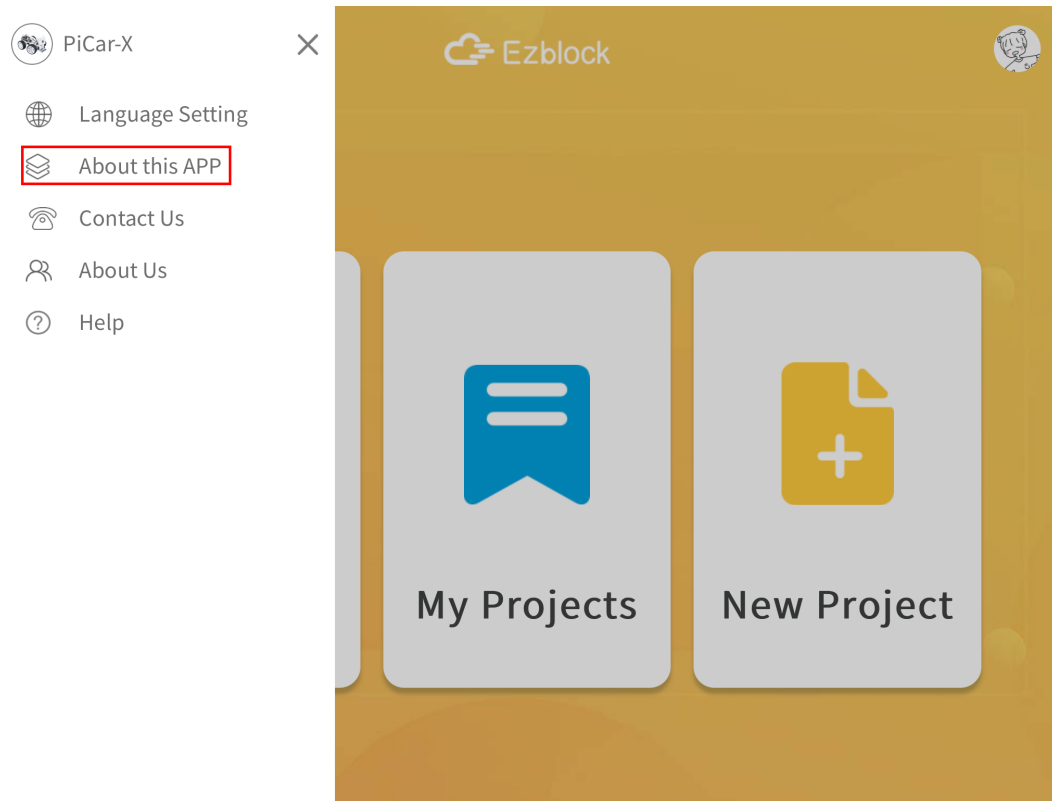 PiCar-X
Ezblock
Language Setting
About this APP
Contact Us
About Us
Help
My Projects
New Project